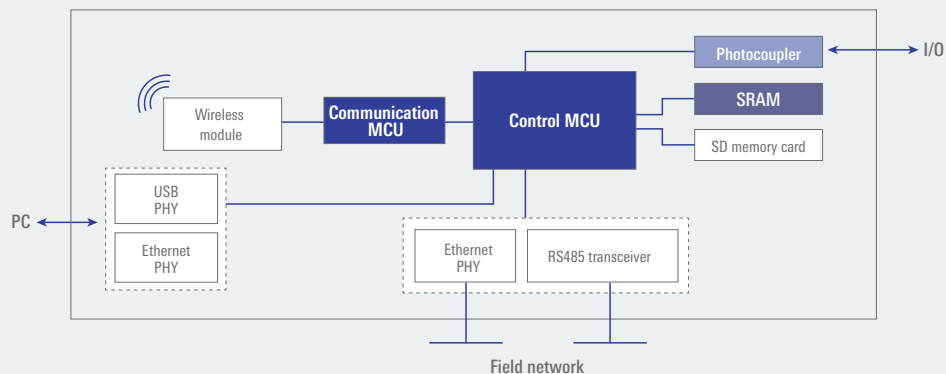 Photocoupler
I/O
Wireless
module
Communication
MCU
Control MCU
SRAM
SD memory card
PC
USB
PHY
Ethernet
PHY
Ethernet
PHY
RS485 transceiver
Field network